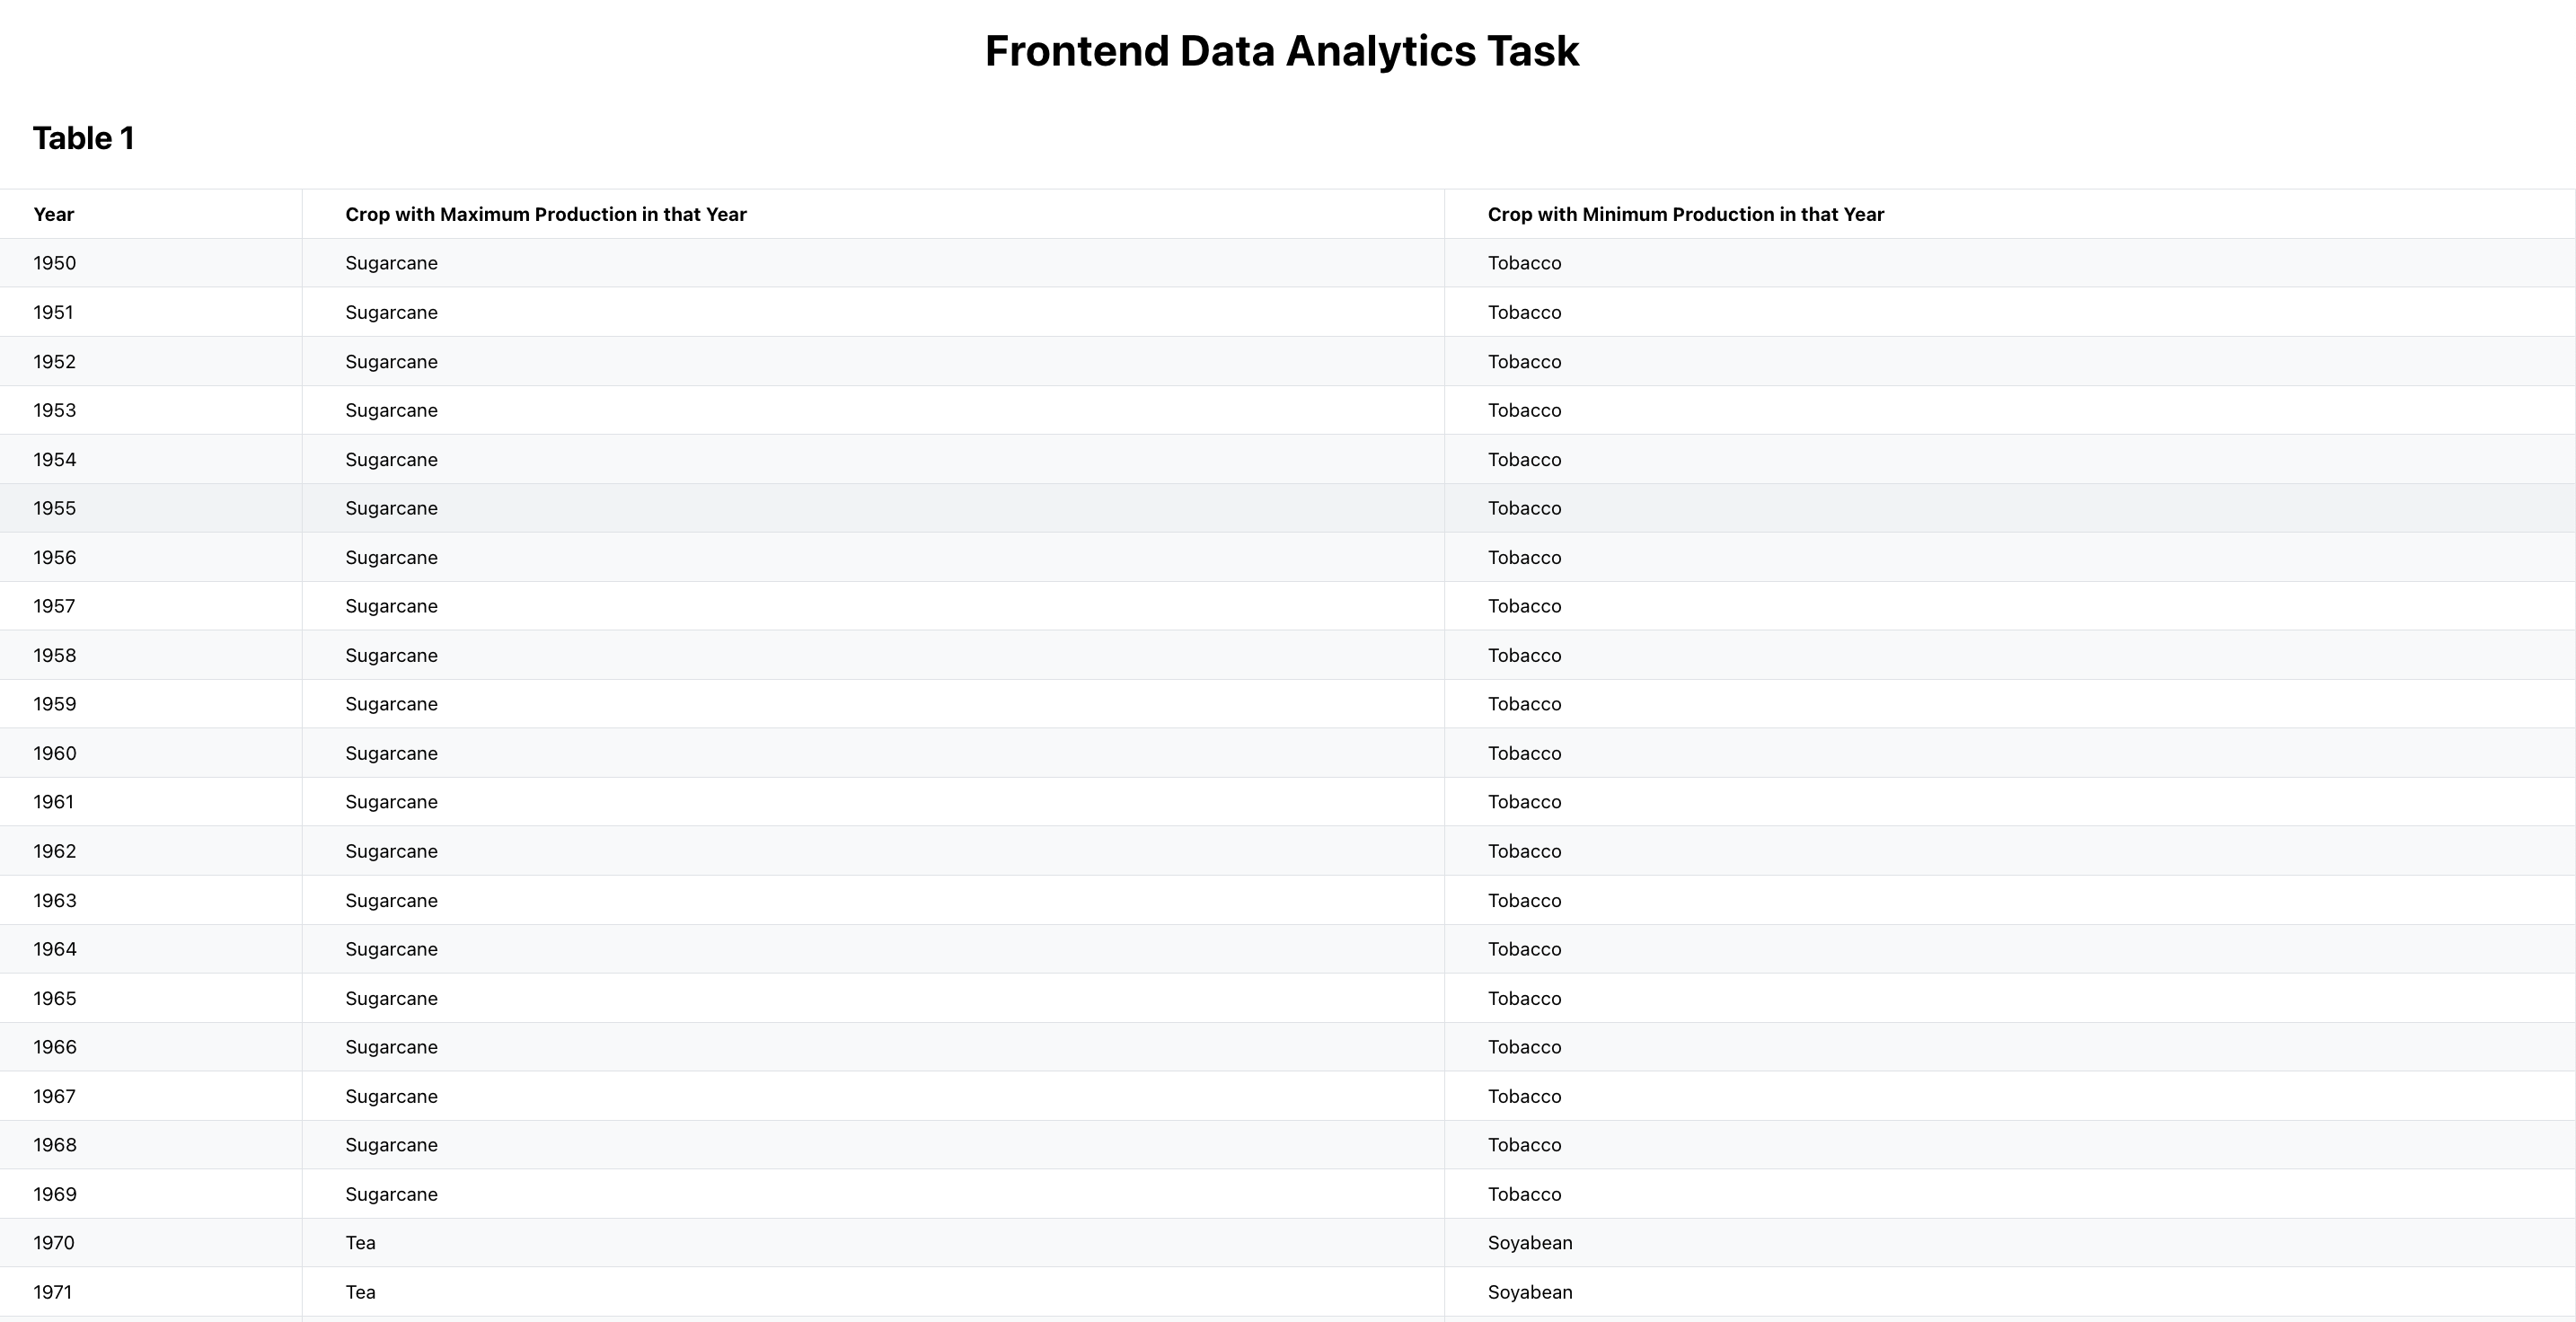 Frontend Data Analytics Task
Table 1
Year Crop with Maximum Production in that Year Crop with Minimum Production in that Year
1950 Sugarcane Tobacco
1951 Sugarcane Tobacco
1952 Sugarcane Tobacco
1953 Sugarcane Tobacco
1954 Sugarcane Tobacco
1955 Sugarcane Tobacco
1956 Sugarcane Tobacco
1957 Sugarcane Tobacco
1958 Sugarcane Tobacco
1959 Sugarcane Tobacco
1960 Sugarcane Tobacco
1961 Sugarcane Tobacco
1962 Sugarcane Tobacco
1963 Sugarcane Tobacco
1964 Sugarcane Tobacco
1965 Sugarcane Tobacco
1966 Sugarcane Tobacco
1967 Sugarcane Tobacco
1968 Sugarcane Tobacco
1969 Sugarcane Tobacco
1970 Tea Soyabean
1971 Tea Soyabean